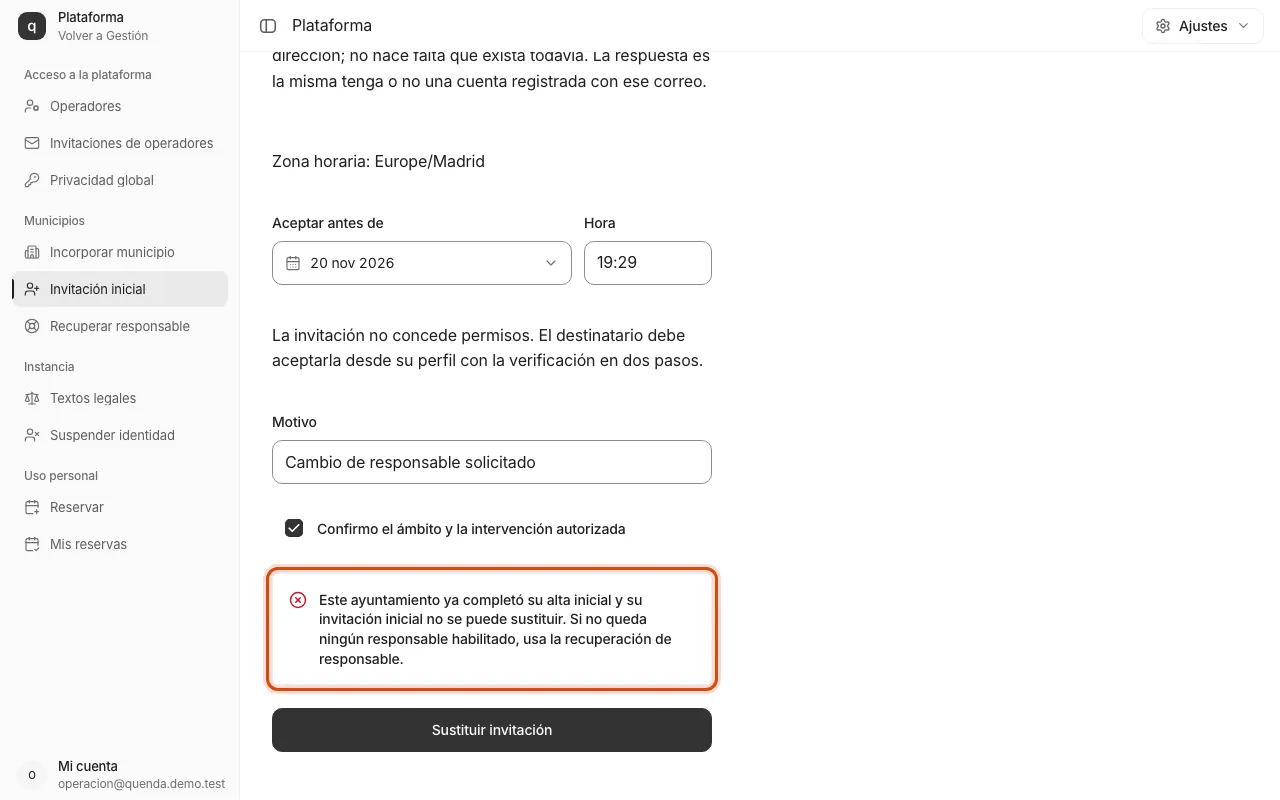 q
Plataforma
Volver a Gestión
Acceso a la plataforma
Operadores
Invitaciones de operadores
Privacidad global
Municipios
Incorporar municipio
Invitación inicial
Recuperar responsable
Instancia
Textos legales
Suspender identidad
Uso personal
Reservar
Mis reservas
O
Mi cuenta
operacion@quenda.demo.test
Plataforma
Ajustes
dirección; no hace falta que exista todavía. La respuesta es
la misma tenga o no una cuenta registrada con ese correo.
Zona horaria: Europe/Madrid
Aceptar antes de
Hora
20 nov 2026
19:29
La invitación no concede permisos. El destinatario debe
aceptarla desde su perfil con la verificación en dos pasos.
Motivo
Cambio de responsable solicitado
Confirmo el ámbito y la intervención autorizada
Este ayuntamiento ya completó su alta inicial y su
invitación inicial no se puede sustituir. Si no queda
ningún responsable habilitado, usa la recuperación de
responsable.
Sustituir invitación